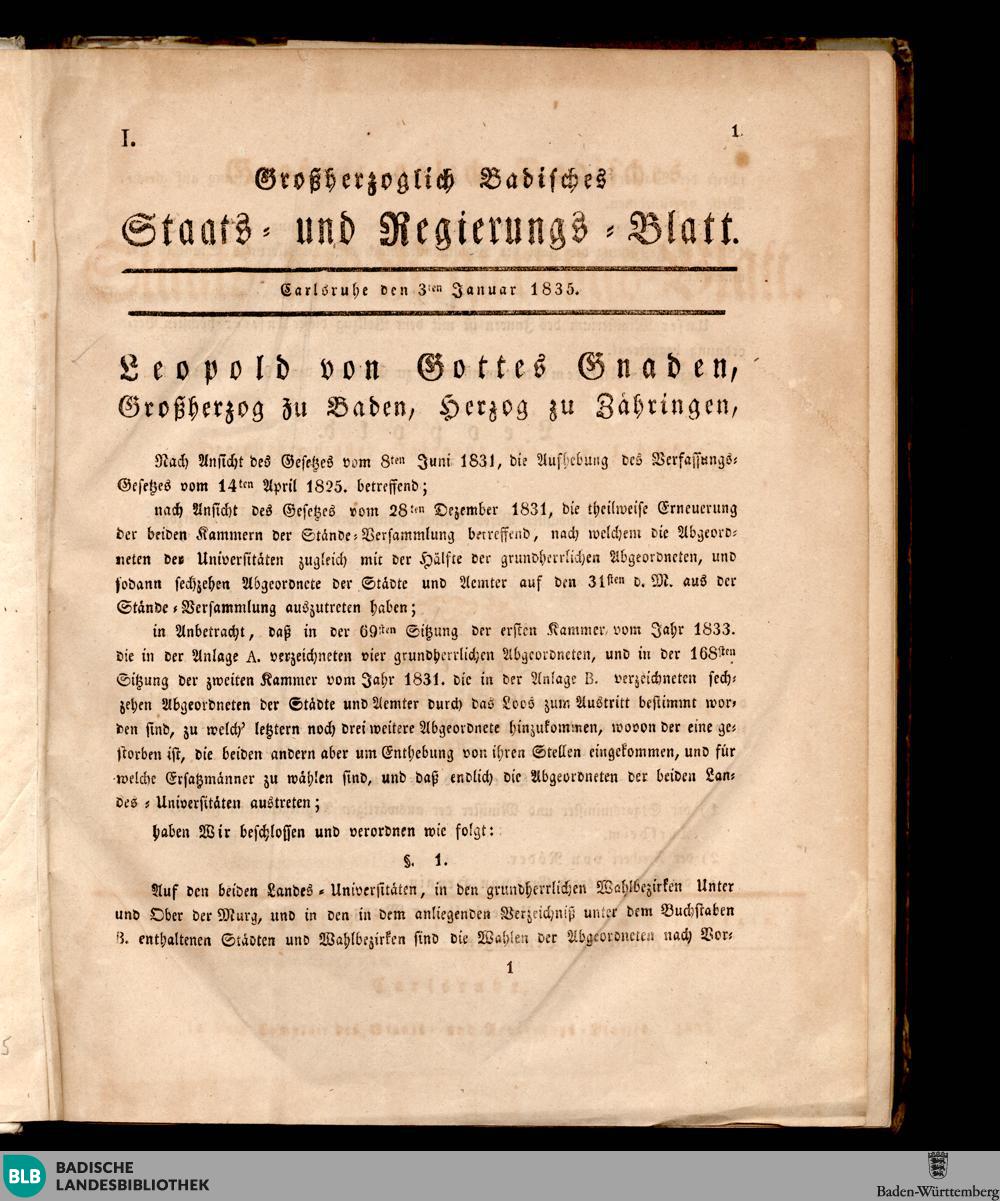 I.
1.
Großherzoglich Badisches
Staats- und Regierungs-Blatt.
Carlsruhe den 3ten Januar 1835.
Leopold von Gottes Gnaden,
Großherzog zu Baden, Herzog zu Zähringen,
Nach Ansicht des Gesetzes vom 8ten Juni 1831, die Aufhebung des Verfassungs-
Gesetzes vom 14ten April 1825. betreffend;
nach Ansicht des Gesetzes vom 28ten Dezember 1831, die theilweise Erneuerung
der beiden Kammern der Stände-Versammlung betreffend, nach welchem die Abgeord-
neten der Universitäten zugleich mit der Hälfte der grundherrlichen Abgeordneten, und
sodann sechzehen Abgeordnete der Städte und Aemter auf den 31sten d. M. aus der
Stände-Versammlung auszutreten haben;
in Anbetracht, daß in der 69sten Sitzung der ersten Kammer vom Jahr 1833.
die in der Anlage A. verzeichneten vier grundherrlichen Abgeordneten, und in der 168sten
Sitzung der zweiten Kammer vom Jahr 1831. die in der Anlage B. verzeichneten sech-
zehen Abgeordneten der Städte und Aemter durch das Loos zum Austritt bestimmt wor-
den sind, zu welch' letztern noch drei weitere Abgeordnete hinzukommen, wovon der eine ge-
storben ist, die beiden andern aber um Enthebung von ihren Stellen eingekommen, und für
welche Ersatzmänner zu wählen sind, und daß endlich die Abgeordneten der beiden Lan-
des-Universitäten austreten;
haben Wir beschlossen und verordnen wie folgt:
§. 1.
Auf den beiden Landes-Universitäten, in den grundherrlichen Wahlbezirken Unter
und Ober der Murg, und in den in dem anliegenden Verzeichniß unter dem Buchstaben
B. enthaltenen Städten und Wahlbezirken sind die Wahlen der Abgeordneten nach Vor-
1
BLB BADISCHE
LANDESBIBLIOTHEK
Baden-Württemberg